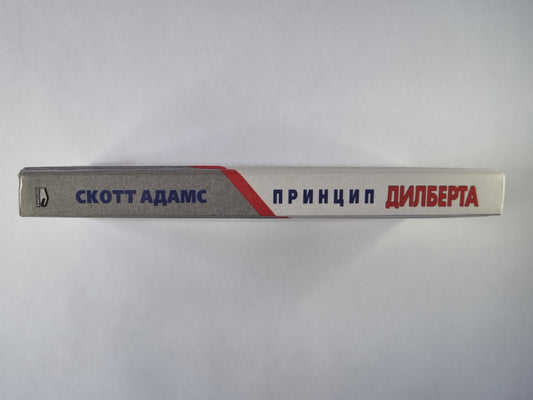 СКОТТ АДАМС ПРИНЦИП ДИЛБЕРТА